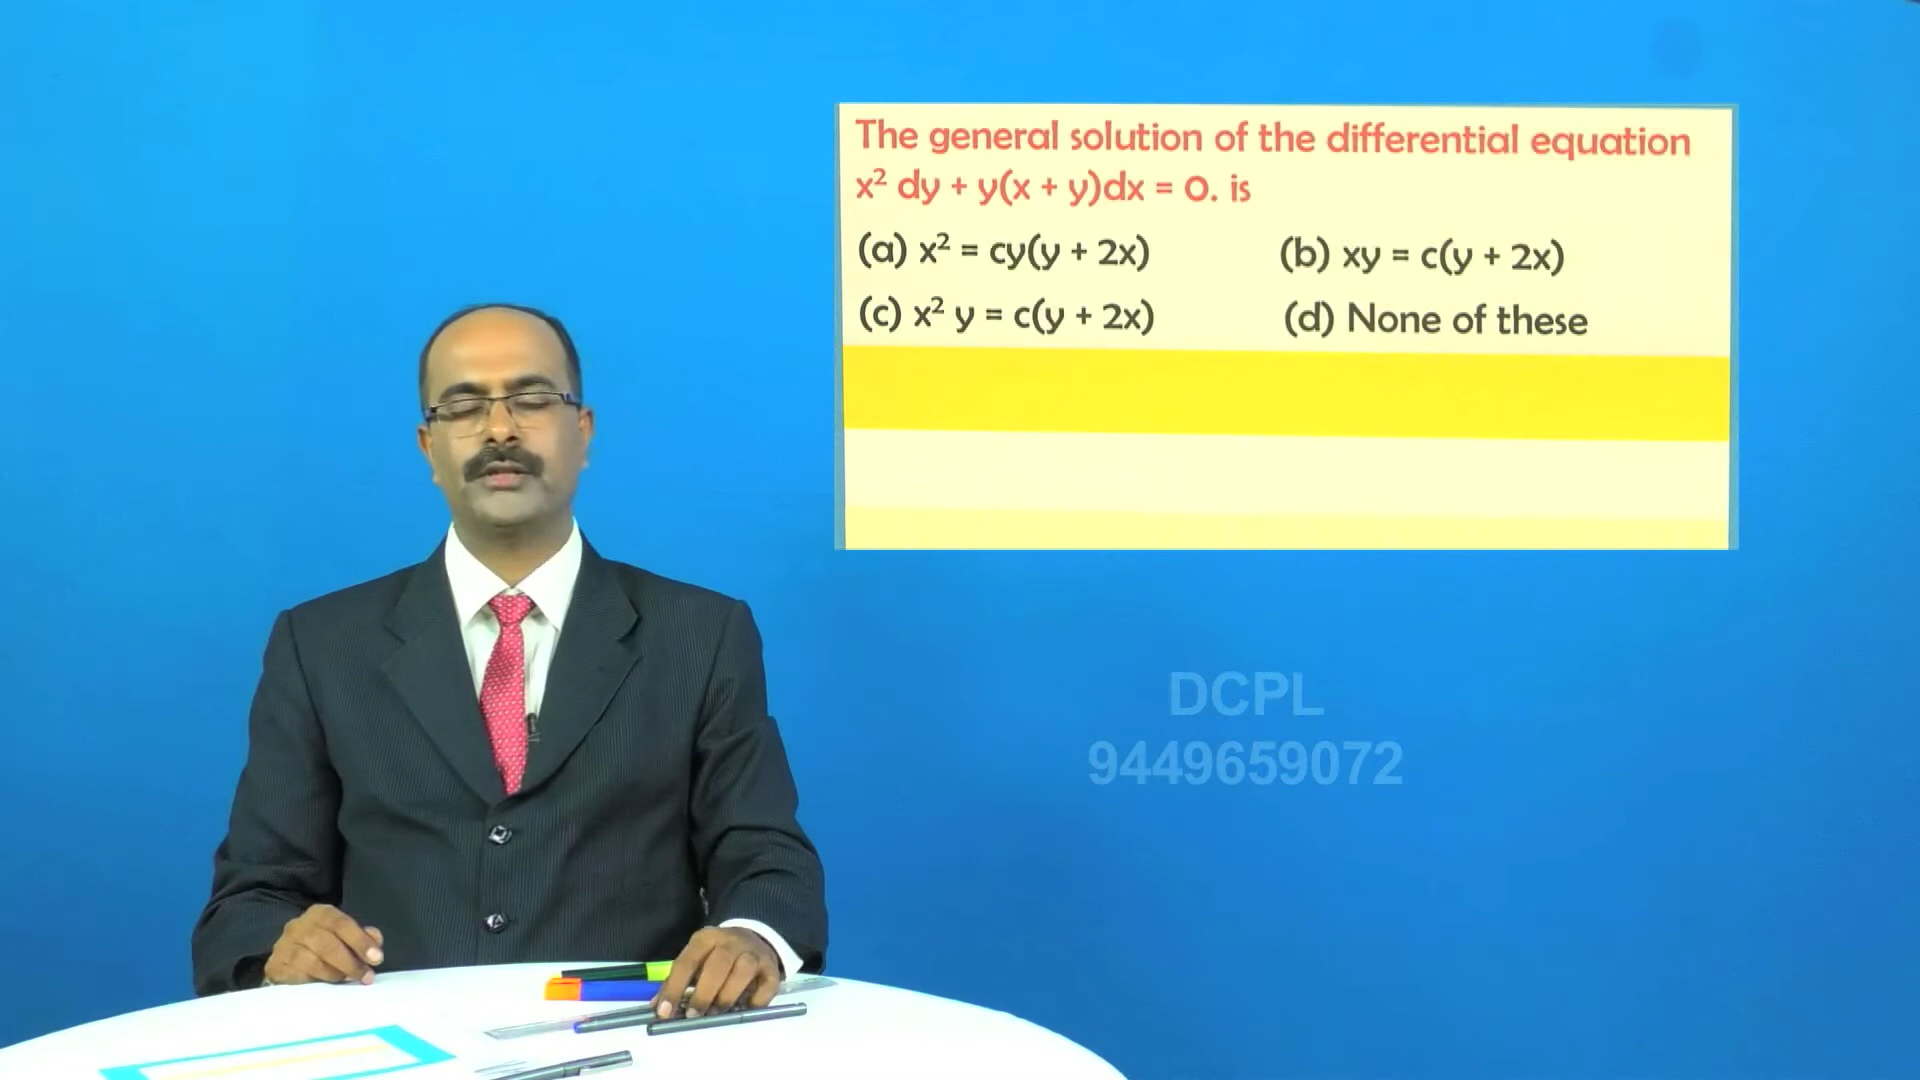 The general solution of the differential equation
x² dy + y(x + y)dx = 0. is
(a) x² = cy(y + 2x) (b) xy = c(y + 2x)
(c) x² y = c(y + 2x) (d) None of these
DCPL
9449659072